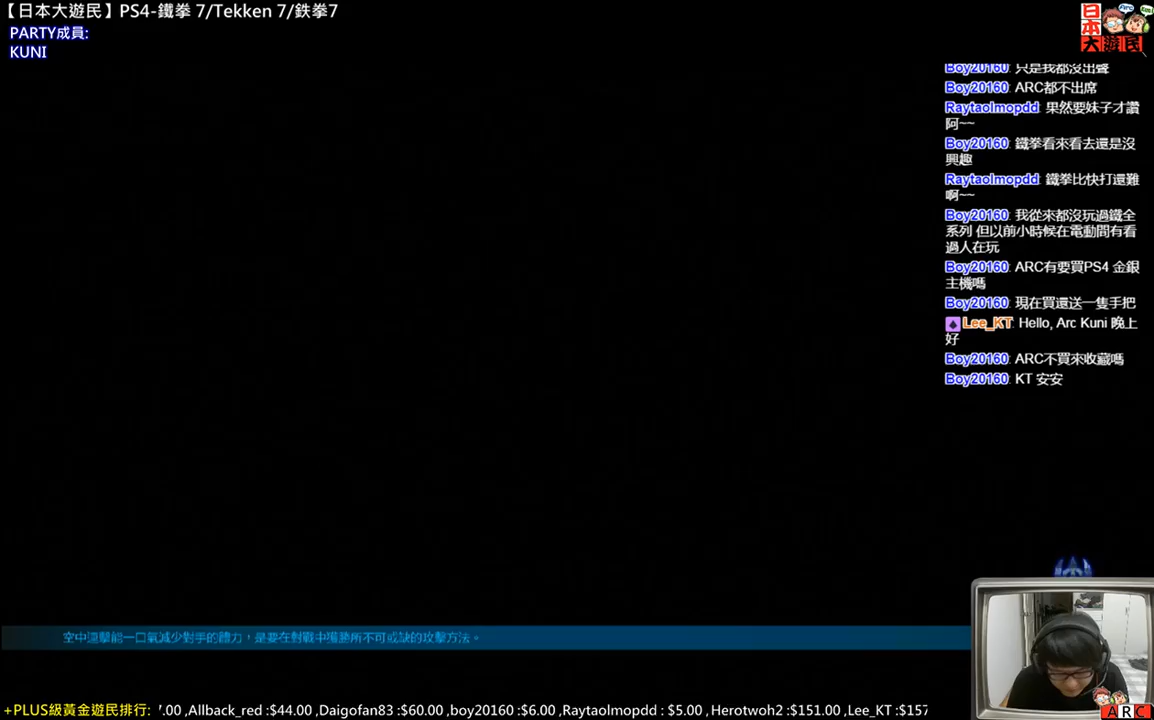 【日本大遊民】PS4-鐵拳 7/Tekken 7/鉄拳7
PARTY成員:
KUNI
日本
大遊民
Boy20160: 只是我都沒出聲
Boy20160: ARC都不出席
Raytaolmopdd: 果然要妹子才讚
阿~~
Boy20160: 鐵拳看來看去還是沒
興趣
Raytaolmopdd: 鐵拳比快打還難
啊~~
Boy20160: 我從來都沒玩過鐵全
系列 但以前小時候在電動間有看
過人在玩
Boy20160: ARC有要買PS4 金銀
主機嗎
Boy20160: 現在買還送一隻手把
Lee_KT: Hello, Arc Kuni 晚上
好
Boy20160: ARC不買來收藏嗎
Boy20160: KT 安安
空中連擊能一口氣減少對手的體力，是要在對戰中獲勝所不可或缺的攻擊方法。
+PLUS級黃金遊民排行: 7.00 ,Allback_red :$44.00 ,Daigofan83 :$60.00 ,boy20160 :$6.00 ,Raytaolmopdd : $5.00 , Herotwoh2 :$151.00 ,Lee_KT :$157
ARC